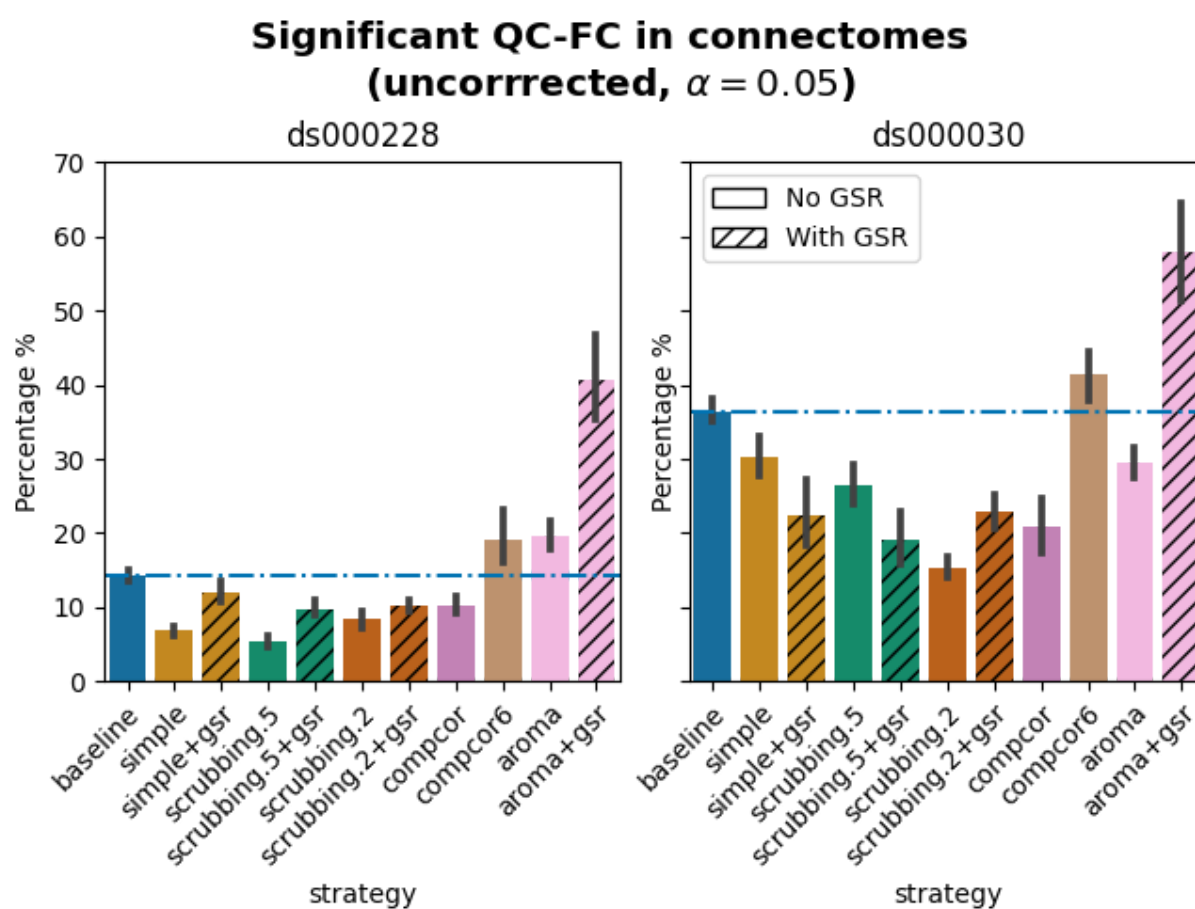 Significant QC-FC in connectomes
(uncorrrected, α = 0.05)
ds000228
ds000030
70
60
50
40
30
20
10
0
Percentage %
Percentage %
No GSR
With GSR
baseline
simple
simple+gsr
scrubbing.5
scrubbing.5+gsr
scrubbing.2
scrubbing.2+gsr
compcor
compcor6
aroma
aroma+gsr
baseline
simple
simple+gsr
scrubbing.5
scrubbing.5+gsr
scrubbing.2
scrubbing.2+gsr
compcor
compcor6
aroma
aroma+gsr
strategy
strategy